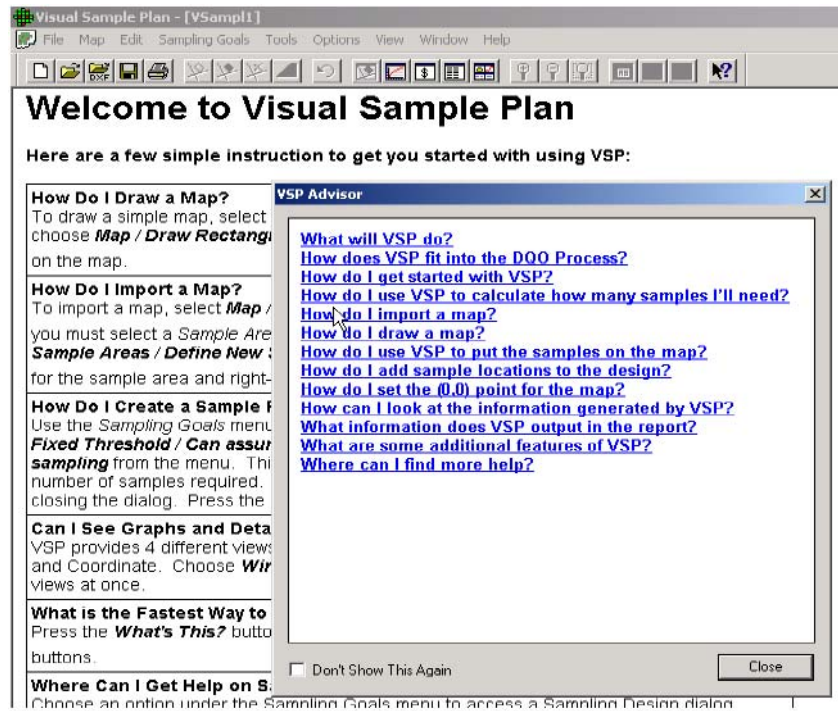 Visual Sample Plan - [VSampl1]
File Map Edit Sampling Goals Tools Options View Window Help
DXF
Welcome to Visual Sample Plan
Here are a few simple instruction to get you started with using VSP:
How Do I Draw a Map?
To draw a simple map, select
choose Map / Draw Rectang
on the map.
How Do I Import a Map?
To import a map, select Map /
you must select a Sample Are
Sample Areas / Define New
for the sample area and right-
How Do I Create a Sample
Use the Sampling Goals menu
Fixed Threshold / Can assur
sampling from the menu. Thi
number of samples required.
closing the dialog. Press the
Can I See Graphs and Deta
VSP provides 4 different views
and Coordinate. Choose Wir
views at once.
What is the Fastest Way to
Press the What's This? butto
buttons.
Where Can I Get Help on S
Choose an option under the Sampling Goals menu to access a Sampling Design dialog
VSP Advisor
What will VSP do?
How does VSP fit into the DQO Process?
How do I get started with VSP?
How do I use VSP to calculate how many samples I'll need?
How do I import a map?
How do I draw a map?
How do I use VSP to put the samples on the map?
How do I add sample locations to the design?
How do I set the (0,0) point for the map?
How can I look at the information generated by VSP?
What information does VSP output in the report?
What are some additional features of VSP?
Where can I find more help?
Don't Show This Again
Close